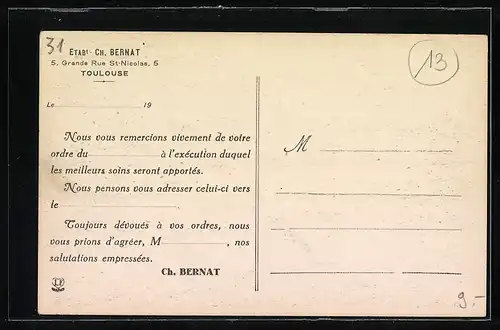 31
ETABts CH. BERNAT
5, Grande Rue St-Nicolas, 5
TOULOUSE
13
Le 19
Nous vous remercions vivement de votre
ordre du à l'exécution duquel
les meilleurs soins seront apportés.
Nous pensons vous adresser celui-ci vers
le .
Toujours dévoués à vos ordres, nous
vous prions d'agréer, M , nos
salutations empressées.
Ch. BERNAT
M
9.-